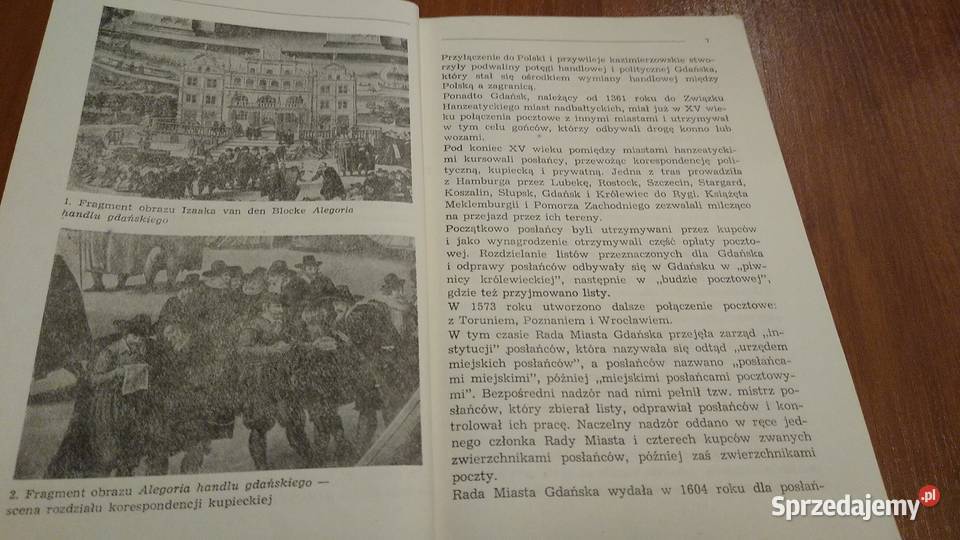 1. Fragment obrazu Izaaka van den Blocke Alegoria
handlu gdańskiego
2. Fragment obrazu Alegoria handlu gdańskiego —
scena rozdziału korespondencji kupieckiej
7
Przyłączenie do Polski i przywileje kazimierzowskie stwo-
rzyły podwaliny potęgi handlowej i politycznej Gdańska,
który stał się ośrodkiem wymiany handlowej między
Polską a zagranicą.
Ponadto Gdańsk, należący od 1361 roku do Związku
Hanzeatyckiego miast nadbałtyckich, miał już w XV wie-
ku połączenia pocztowe z innymi miastami i utrzymywał
w tym celu gońców, którzy odbywali drogę konno lub
wozami.
Pod koniec XV wieku pomiędzy miastami hanzeatycki-
mi kursowali posłańcy, przewożąc korespondencję poli-
tyczną, kupiecką i prywatną. Jedna z tras prowadziła
z Hamburga przez Lubekę, Rostock, Szczecin, Stargard,
Koszalin, Słupsk, Gdańsk i Królewiec do Rygi. Książęta
Meklemburgii i Pomorza Zachodniego zezwalali milcząco
na przejazd przez ich tereny.
Początkowo posłańcy byli utrzymywani przez kupców
i jako wynagrodzenie otrzymywali część opłaty poczto-
wej. Rozdzielanie listów przeznaczonych dla Gdańska
i odprawy posłańców odbywały się w Gdańsku w „piw-
nicy królewieckiej”, następnie w „budzie pocztowej”,
gdzie też przyjmowano listy.
W 1573 roku utworzono dalsze połączenie pocztowe:
z Toruniem, Poznaniem i Wrocławiem.
W tym czasie Rada Miasta Gdańska przejęła zarząd „in-
stytucji” posłańców, która nazywała się odtąd „urzędem
miejskich posłańców”, a posłańców nazwano „posłańca-
mi miejskimi”, później „miejskimi posłańcami pocztowy-
mi”. Bezpośredni nadzór nad nimi pełnił tzw. mistrz po-
słańców, który zbierał listy, odprawiał posłańców i kon-
trolował ich pracę. Naczelny nadzór oddano w ręce jed-
nego członka Rady Miasta i czterech kupców zwanych
zwierzchnikami posłańców, później zaś zwierzchnikami
poczty.
Rada Miasta Gdańska wydała w 1604 roku dla posłań-
Sprzedajemy.pl